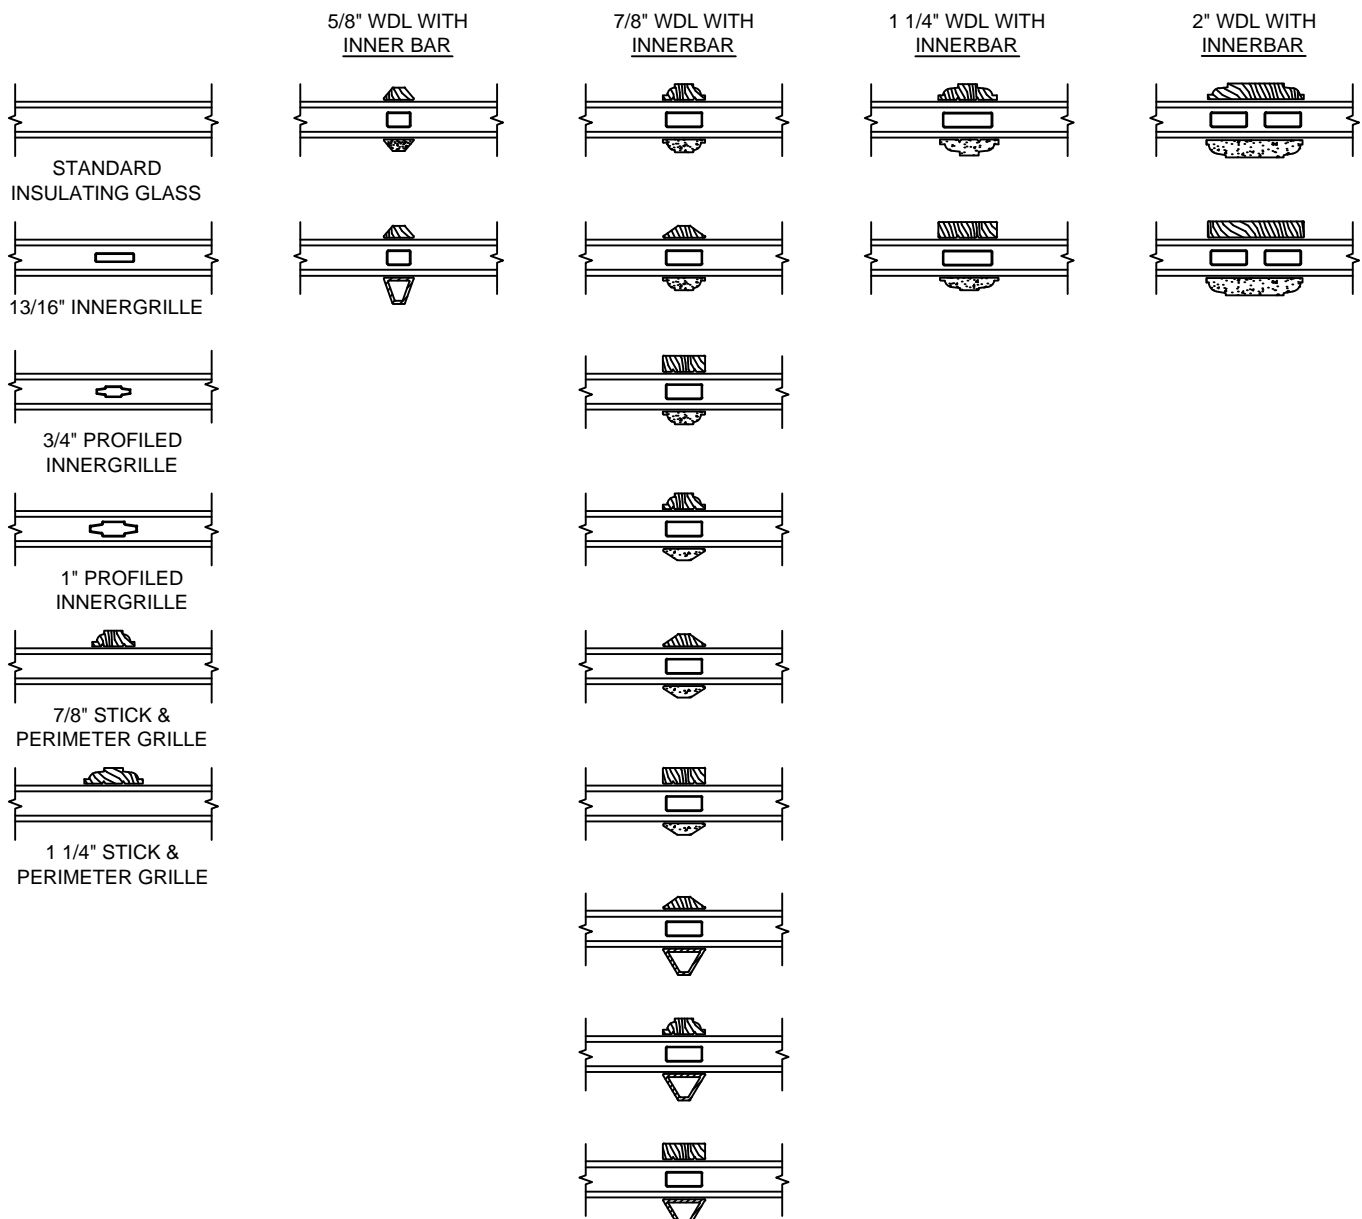 5/8" WDL WITH
INNER BAR
7/8" WDL WITH
INNERBAR
1 1/4" WDL WITH
INNERBAR
2" WDL WITH
INNERBAR
STANDARD
INSULATING GLASS
13/16" INNERGRILLE
3/4" PROFILED
INNERGRILLE
1" PROFILED
INNERGRILLE
7/8" STICK &
PERIMETER GRILLE
1 1/4" STICK &
PERIMETER GRILLE